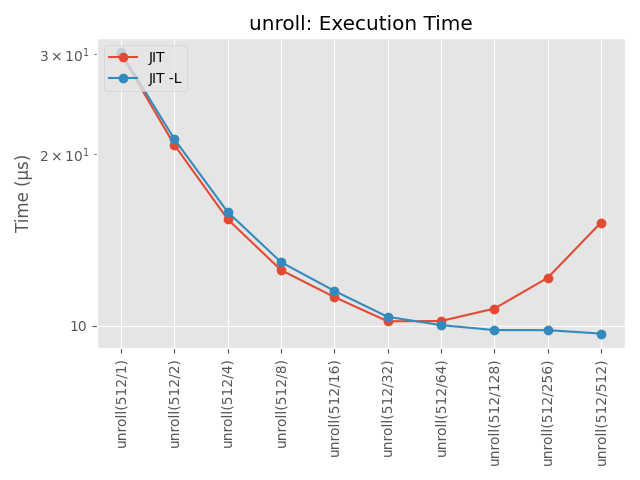 unroll: Execution Time
JIT
JIT -L
Time (µs)
3 × 10¹
2 × 10¹
10
unroll(512/1)
unroll(512/2)
unroll(512/4)
unroll(512/8)
unroll(512/16)
unroll(512/32)
unroll(512/64)
unroll(512/128)
unroll(512/256)
unroll(512/512)